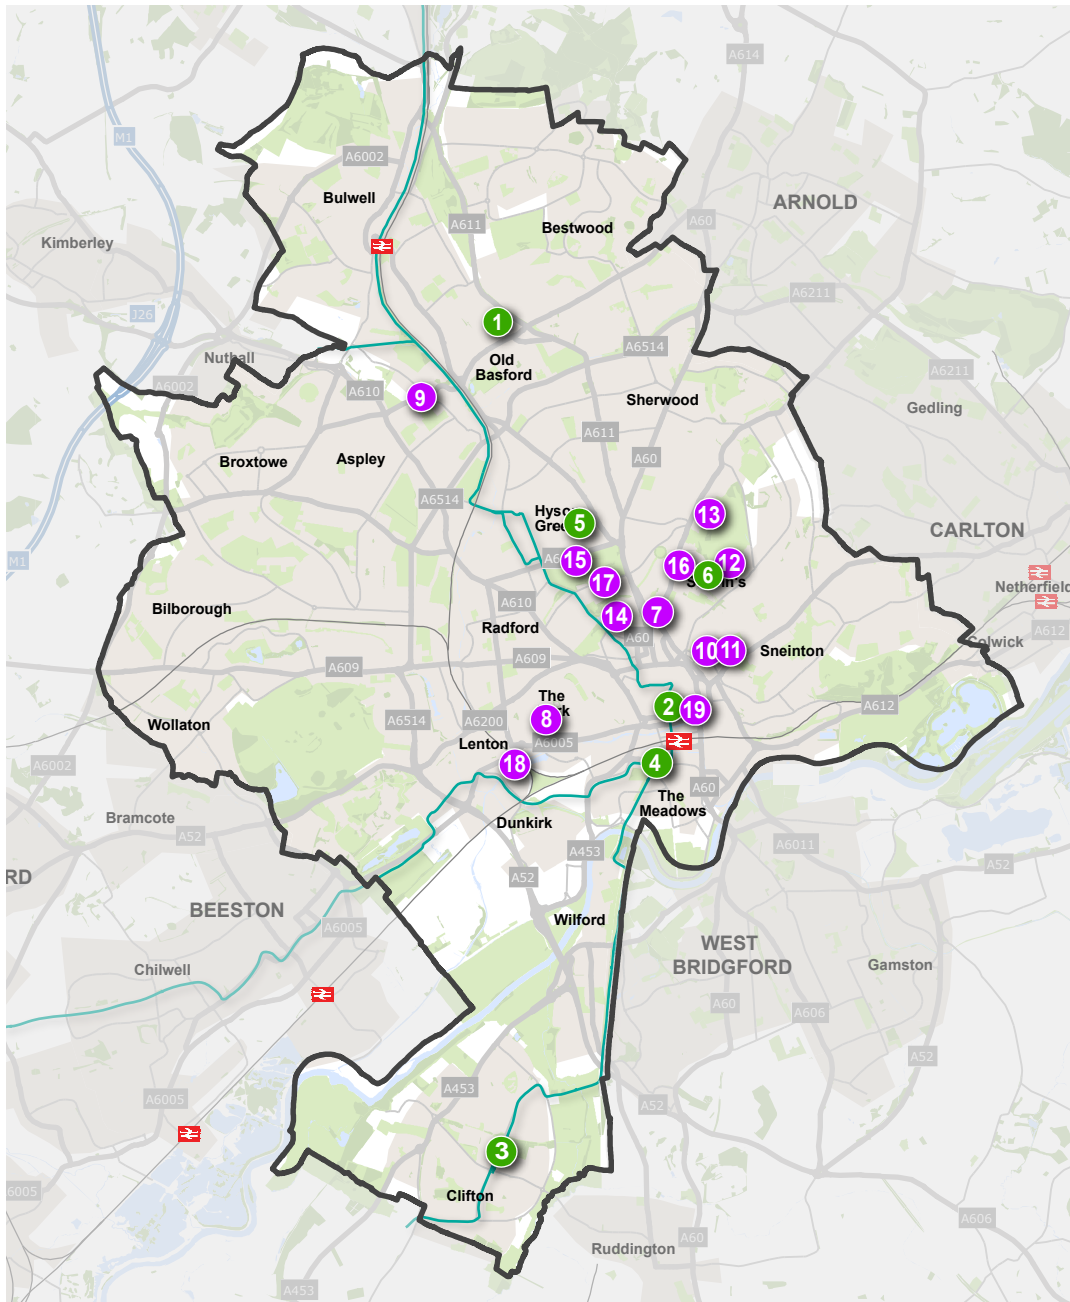 A614
M1
A6002
ARNOLD
Bulwell
A60
A611
Bestwood
Kimberley
A6211
J26
1
A6514
Nuthall
Old
Basford
A6211
A6002
A610
9
Sherwood
Gedling
A611
A60
Broxtowe
Aspley
A6514
13
5
CARLTON
M1
15
16
12
6
Netherfield
17
A610
Bilborough
14
7
A612
Radford
A60
10
11
Sneinton
A609
A609
The
2
19
A612
Wollaton
A6514
A6200
8
Lenton
A6005
A6002
18
4
A60
The
Meadows
Bramcote
Dunkirk
A52
A6011
A453
A52
A52
BEESTON
Wilford
A6005
WEST
BRIDGFORD
Chilwell
Gamston
A60
A606
A52
A453
A6005
A52
3
6005
Clifton
A606
A60
Ruddington
A453